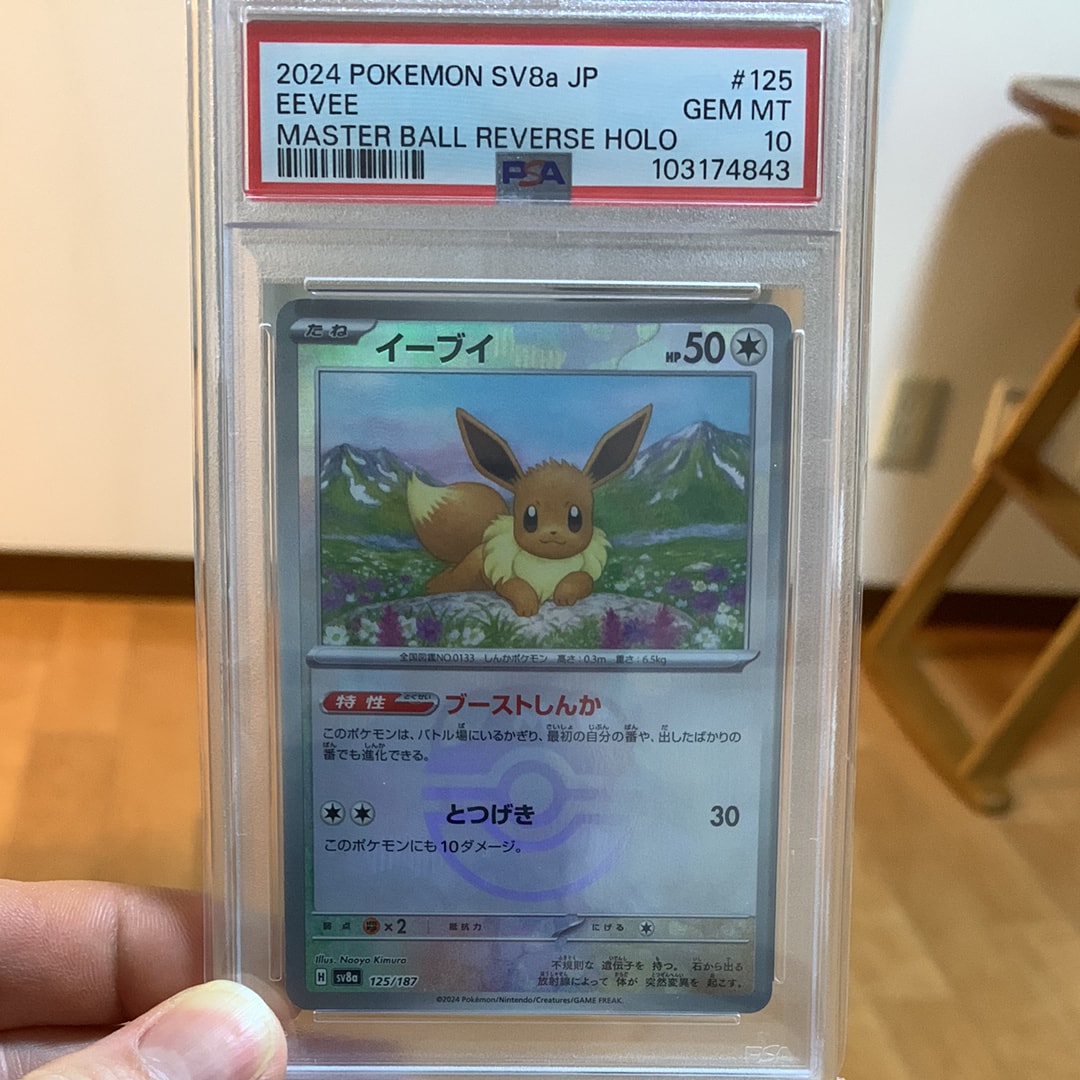 2024 POKEMON SV8a JP #125
EEVEE GEM MT
MASTER BALL REVERSE HOLO 10
PSA 103174843
たね イーブイ HP50
全国図鑑NO.0133 しんかポケモン 高さ:0.3m 重さ:6.5kg
特性 とくせい ブーストしんか
このポケモンは、バトル場にいるかぎり、最初の自分の番や、出したばかりの
番でも進化できる。
とつげき 30
このポケモンにも10ダメージ。
弱点 ×2 抵抗力 にげる
Illus. Naoyo Kimura
H SV8a 125/187
不規則な 遺伝子を 持つ。 石から出る
放射線によって 体が 突然変異を 起こす。
©2024 Pokémon/Nintendo/Creatures/GAME FREAK.
PSA